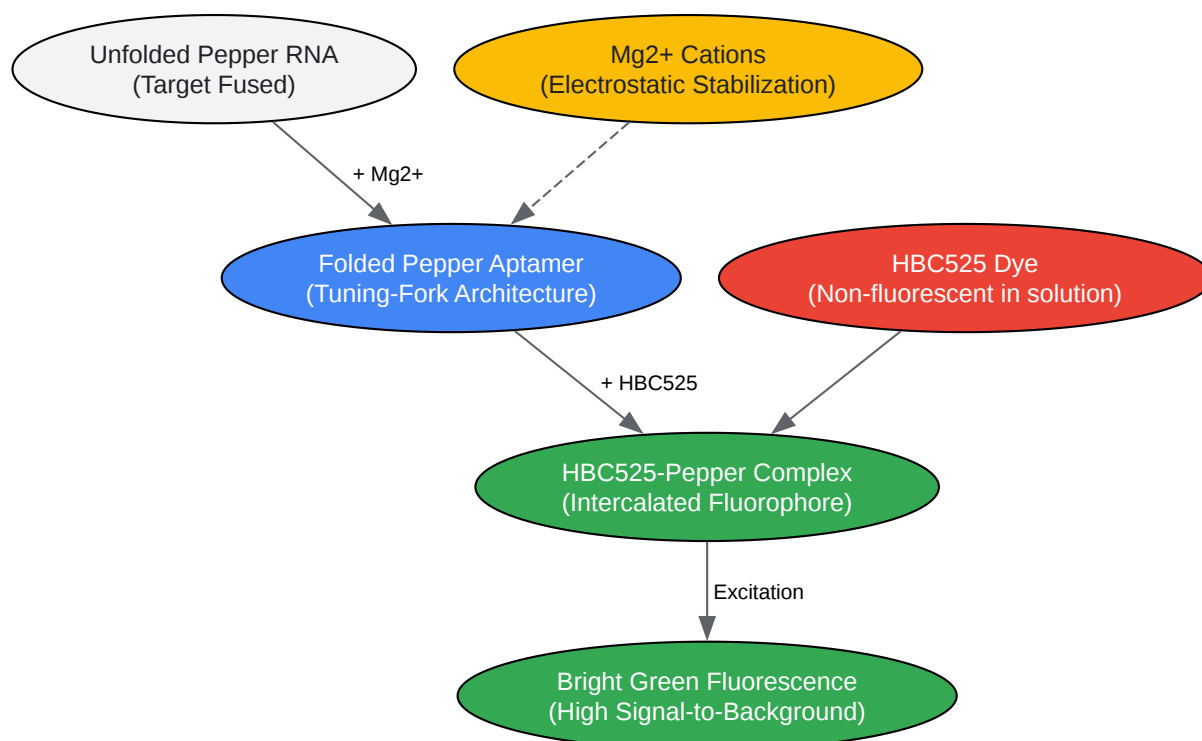 Unfolded Pepper RNA
(Target Fused)
Mg2+ Cations
(Electrostatic Stabilization)
+ Mg2+
Folded Pepper Aptamer
(Tuning-Fork Architecture)
HBC525 Dye
(Non-fluorescent in solution)
+ HBC525
HBC525-Pepper Complex
(Intercalated Fluorophore)
Excitation
Bright Green Fluorescence
(High Signal-to-Background)